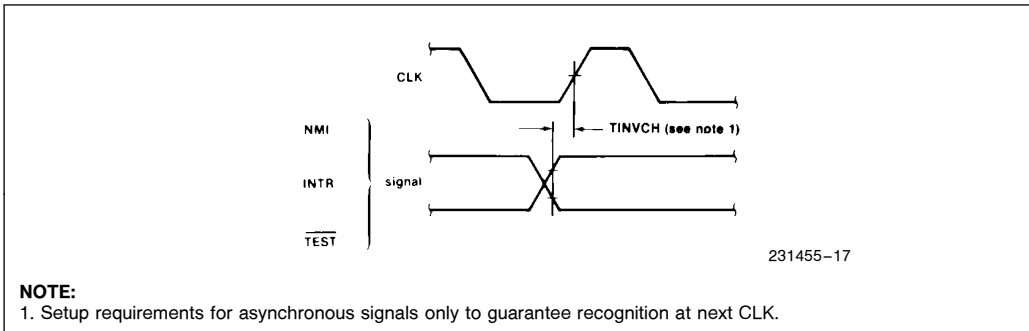 CLK
TINVCH (see note 1)
NMI
INTR
signal
TEST
231455–17
NOTE:
1. Setup requirements for asynchronous signals only to guarantee recognition at next CLK.